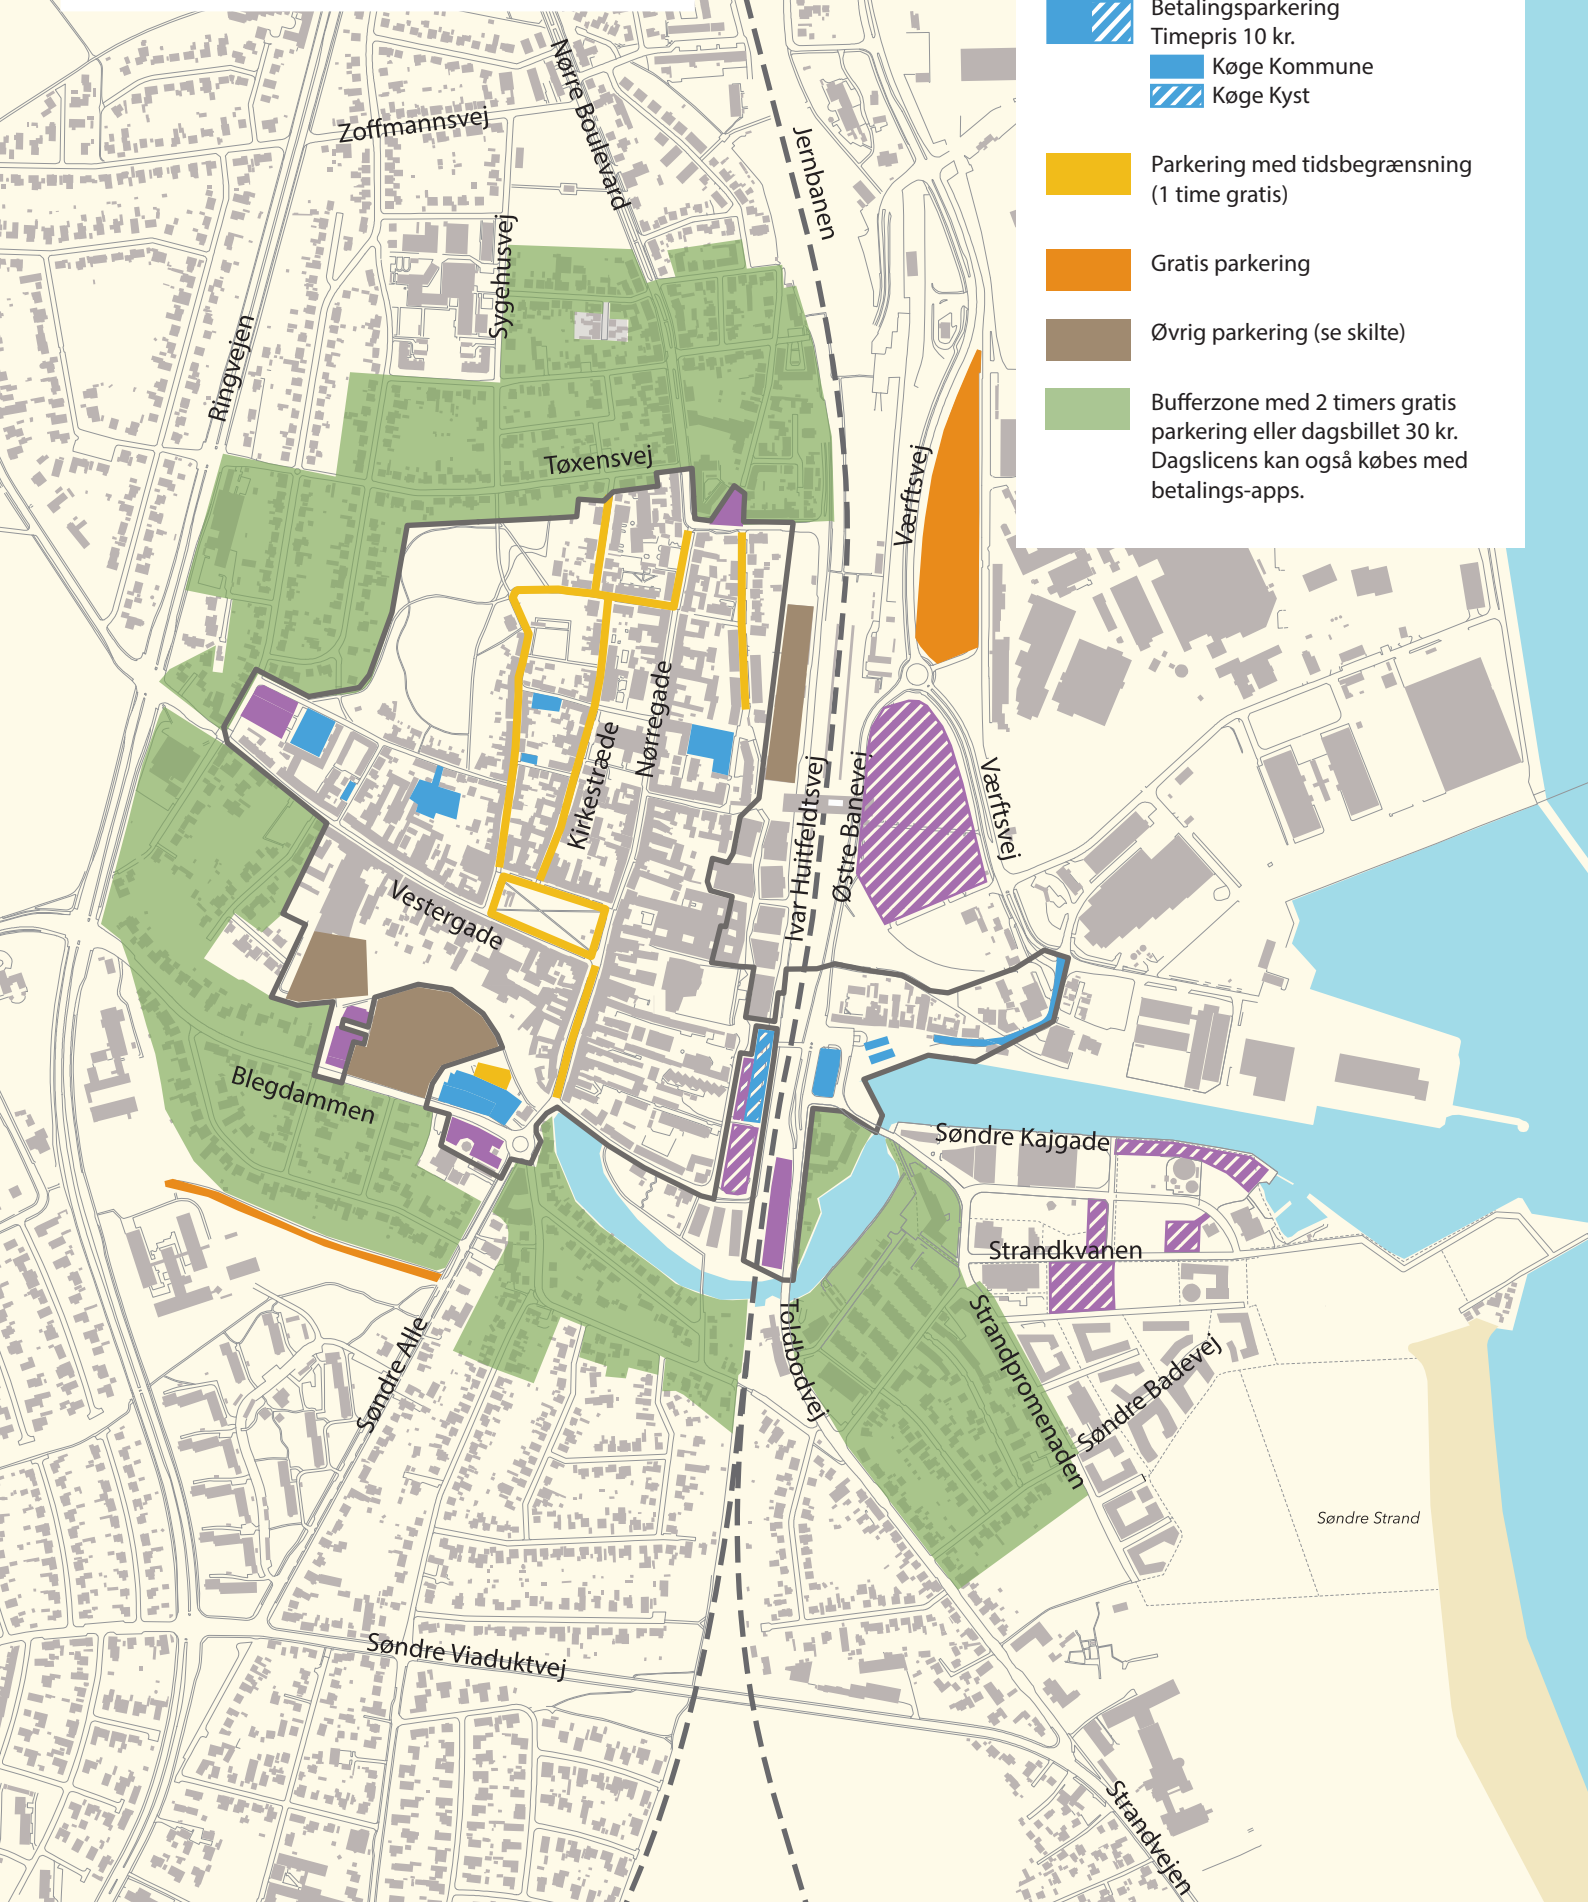 Betalingsparkering
Timepris 10 kr.
Køge Kommune
Køge Kyst
Parkering med tidsbegrænsning
(1 time gratis)
Gratis parkering
Øvrig parkering (se skilte)
Bufferzone med 2 timers gratis
parkering eller dagsbillet 30 kr.
Dagslicens kan også købes med
betalings-apps.
Nørre Boulevard
Zoffmannsvej
Jernbanen
Sygehusvej
Ringvejen
Tøxensvej
Værftsvej
Nørregade
Kirkestræde
Ivar Huitfeldtsvej
Østre Banevej
Værftsvej
Vestergade
Blegdammen
Søndre Kajgade
Strandkvanen
Søndre Alle
Toldbodvej
Strandpromenaden
Søndre Badevej
Søndre Strand
Søndre Viaduktvej
Strandvejen